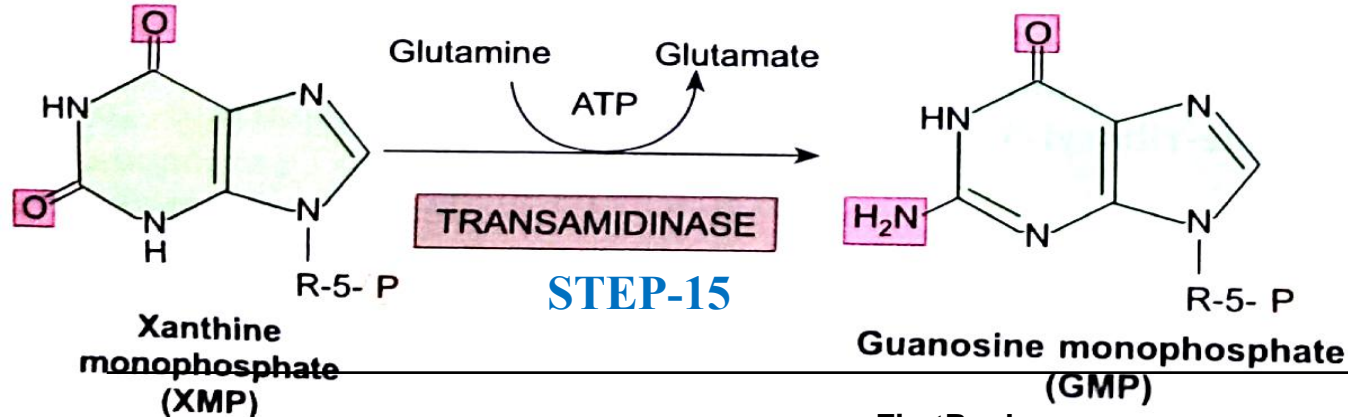 O
HN
O
N
H
N
N
R-5- P
Xanthine
monophosphate
(XMP)
Glutamine
ATP
Glutamate
TRANSAMIDINASE
STEP-15
O
HN
H₂N
N
N
N
R-5- P
Guanosine monophosphate
(GMP)